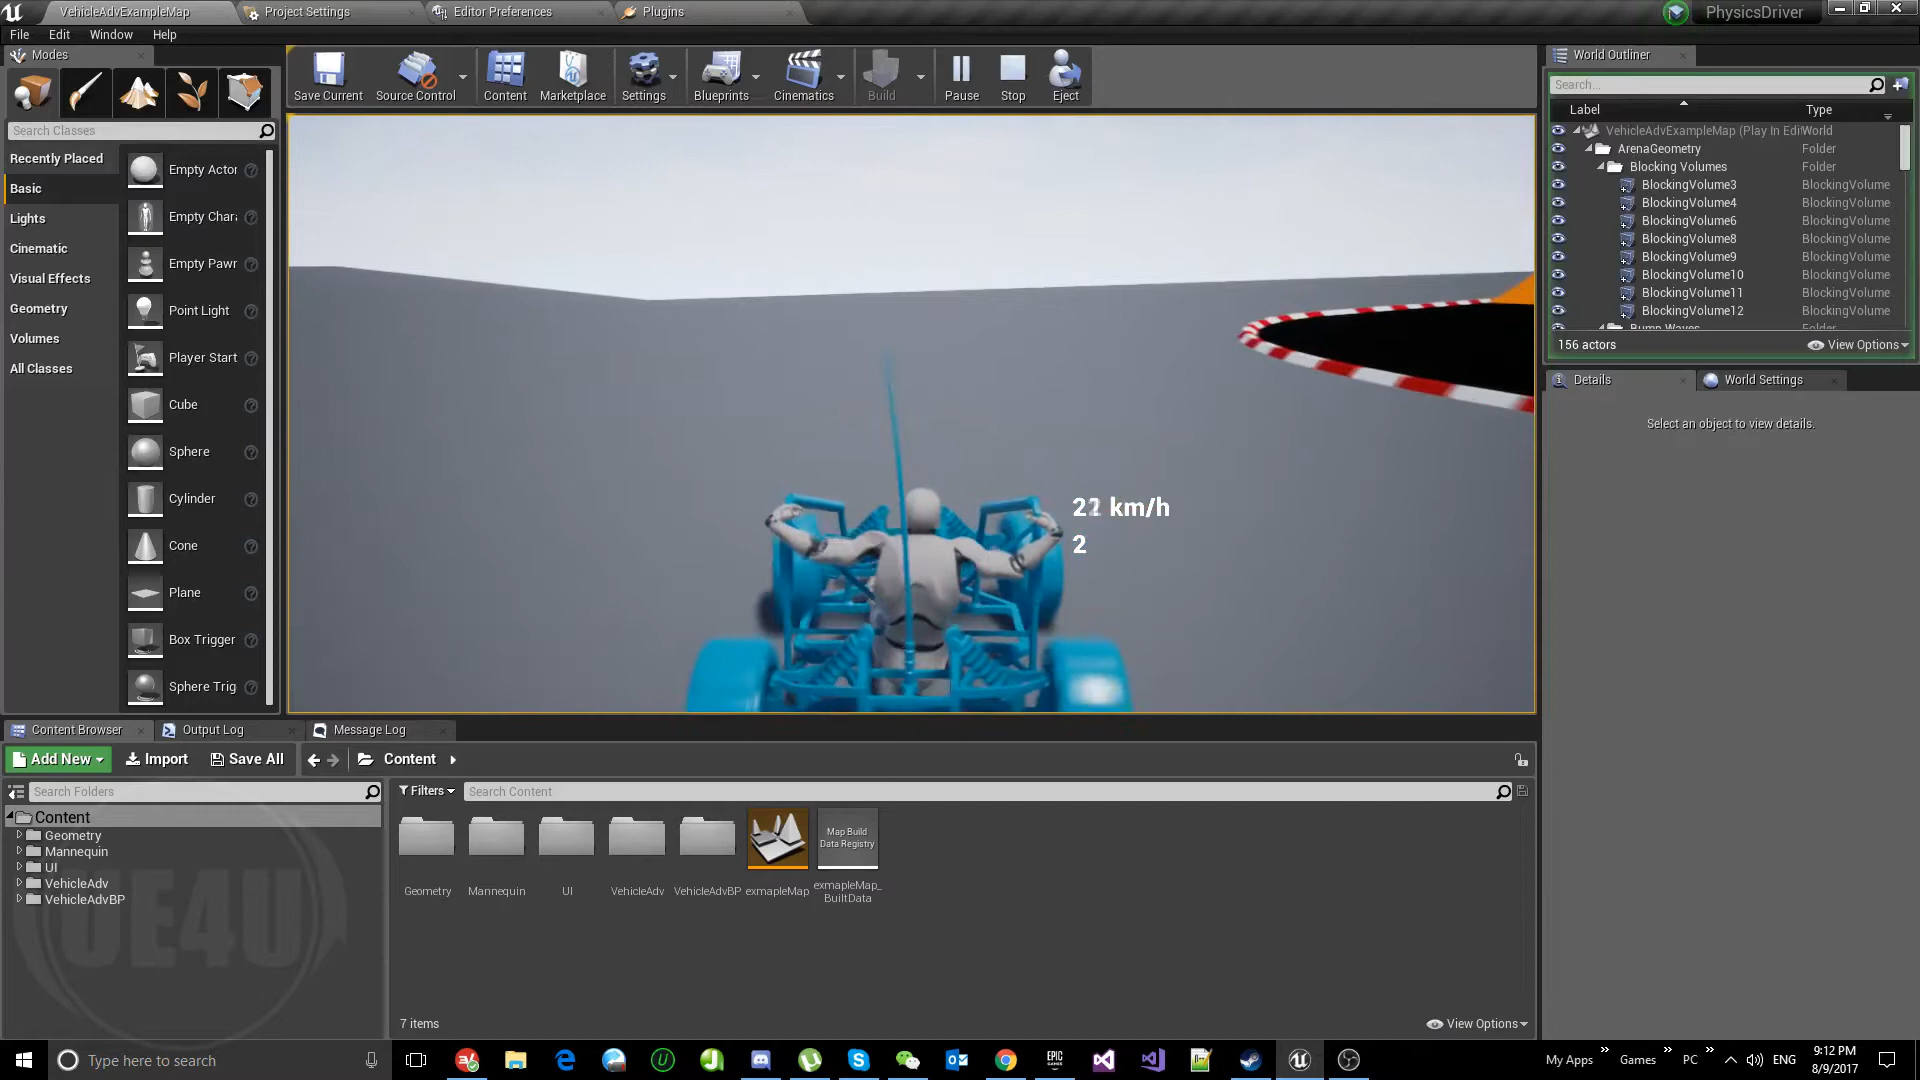 VehicleAdvExampleMap
Project Settings
Editor Preferences
Plugins
PhysicsDriver
File Edit Window Help
Modes
Search Classes
Recently Placed
Basic
Lights
Cinematic
Visual Effects
Geometry
Volumes
All Classes
Empty Actor
Empty Chara
Empty Pawn
Point Light
Player Start
Cube
Sphere
Cylinder
Cone
Plane
Box Trigger
Sphere Trig
Save Current
Source Control
Content
Marketplace
Settings
Blueprints
Cinematics
Build
Pause
Stop
Eject
km/h
2
World Outliner
Search...
Label Type
VehicleAdvExampleMap (Play In Edi World
ArenaGeometry Folder
Blocking Volumes Folder
BlockingVolume3 BlockingVolume
BlockingVolume4 BlockingVolume
BlockingVolume6 BlockingVolume
BlockingVolume8 BlockingVolume
BlockingVolume9 BlockingVolume
BlockingVolume10 BlockingVolume
BlockingVolume11 BlockingVolume
BlockingVolume12 BlockingVolume
Bump Waves Folder
156 actors
View Options
Details
World Settings
Select an object to view details.
Content Browser
Output Log
Message Log
Add New
Import
Save All
Content
Search Folders
Content
Geometry
Mannequin
UI
VehicleAdv
VehicleAdvBP
UE4U
Filters
Search Content
Map Build
Data Registry
Geometry
Mannequin
UI
VehicleAdv
VehicleAdvBP
exmapleMap
exmapleMap_
BuiltData
7 items
View Options
Type here to search
EPIC
GAMES
My Apps
Games
PC
ENG
9:12 PM
8/9/2017